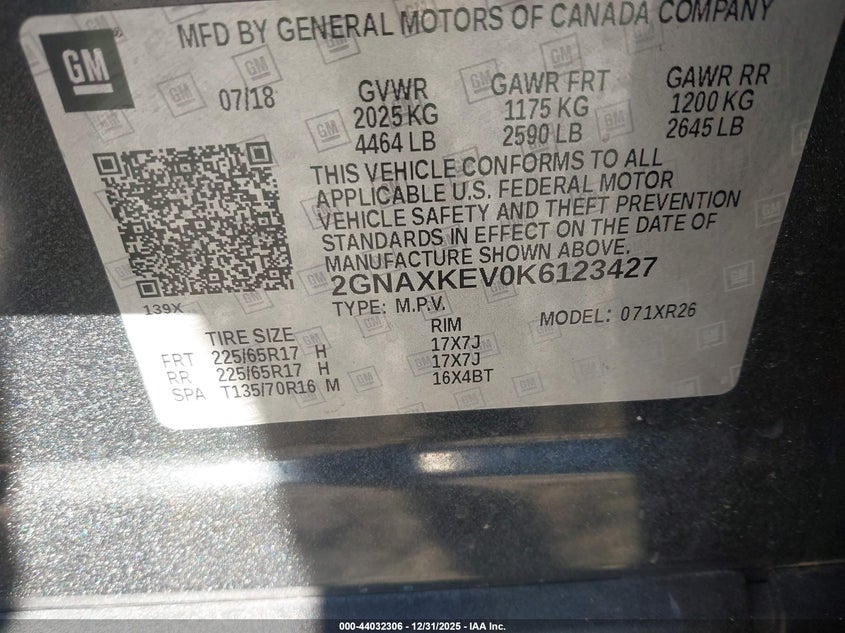 MFD BY GENERAL MOTORS OF CANADA COMPANY
GM
07/18
GVWR GAWR FRT GAWR RR
2025 KG 1175 KG 1200 KG
4464 LB 2590 LB 2645 LB
THIS VEHICLE CONFORMS TO ALL
APPLICABLE U.S. FEDERAL MOTOR
VEHICLE SAFETY AND THEFT PREVENTION
STANDARDS IN EFFECT ON THE DATE OF
MANUFACTURE SHOWN ABOVE.
2GNAXKEV0K6123427
139X
TYPE: M.P.V. MODEL: 071XR26
TIRE SIZE RIM
FRT 225/65R17 H 17X7J
RR 225/65R17 H 17X7J
SPA T135/70R16 M 16X4BT
000-44032306 - 12/31/2025 - IAA Inc.